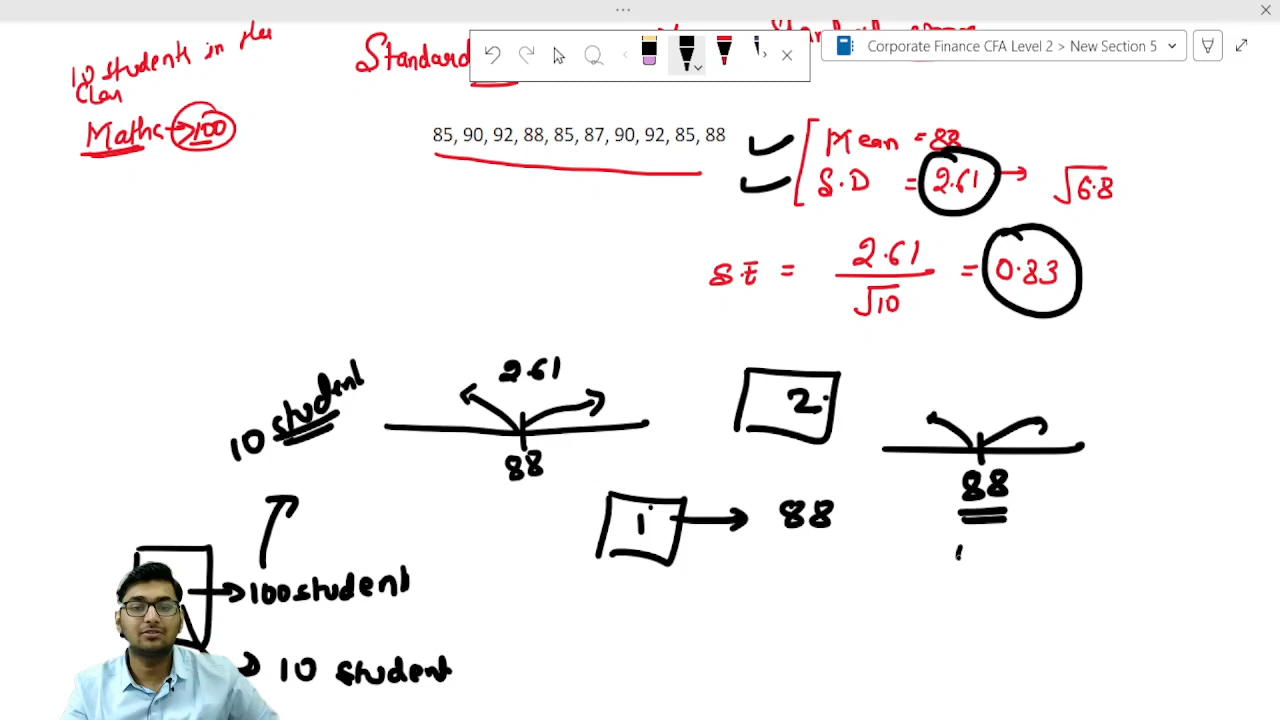 Corporate Finance CFA Level 2 > New Section 5
10 students in the
Class
Standard
Maths → 100
85, 90, 92, 88, 85, 87, 90, 92, 85, 88
Mean = 88
S.D = 2.61 → √6.8
S.E = 2.61 / √10 = 0.83
10 student
2.61
88
2.
88
1 → 88
100 student
10 student